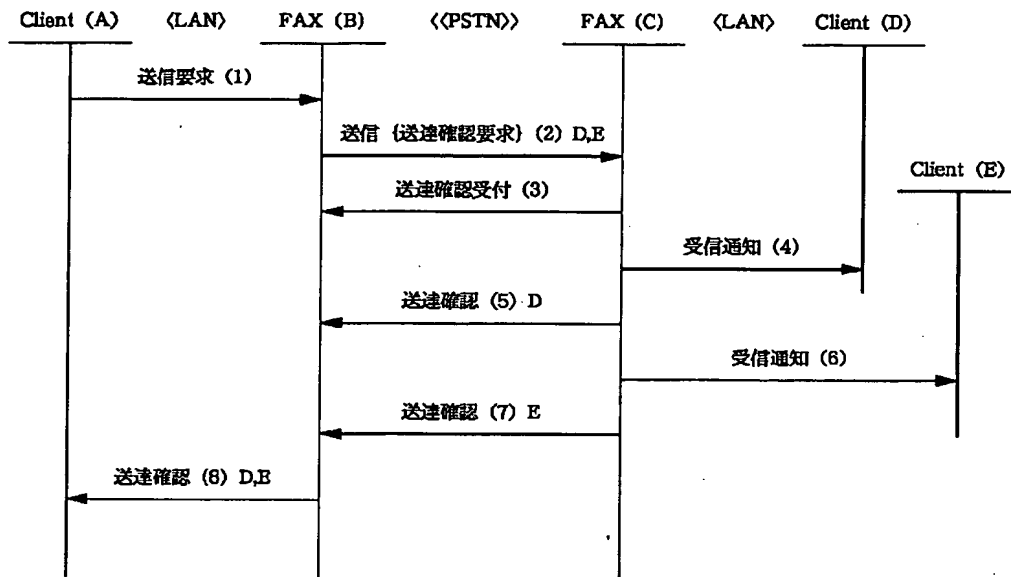 Client (A) 〈LAN〉 FAX (B) 《PSTN》 FAX (C) 〈LAN〉 Client (D)
送信要求 (1)
送信 {送達確認要求} (2) D,E
Client (E)
送達確認受付 (3)
受信通知 (4)
送達確認 (5) D
受信通知 (6)
送達確認 (7) E
送達確認 (8) D,E